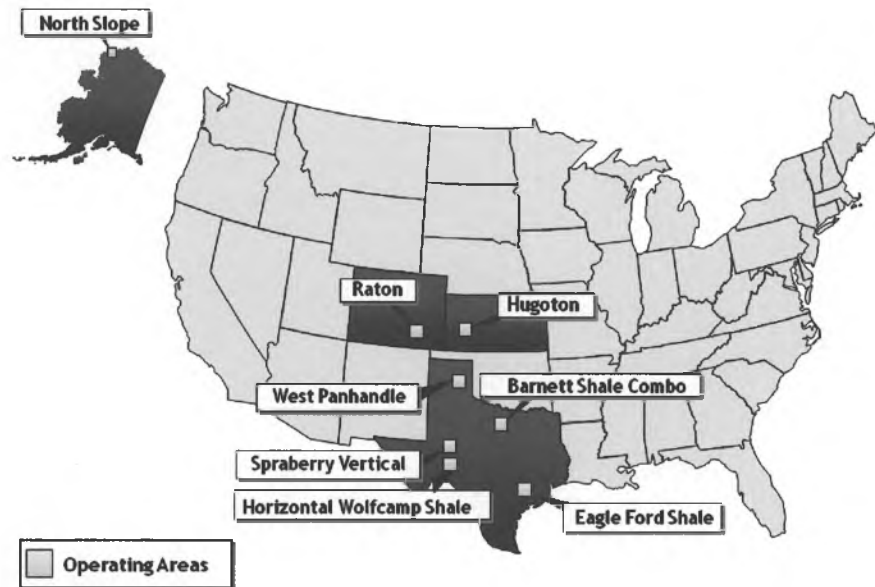 North Slope
Raton
Hugoton
West Panhandle
Barnett Shale Combo
Spraberry Vertical
Horizontal Wolfcamp Shale
Eagle Ford Shale
Operating Areas